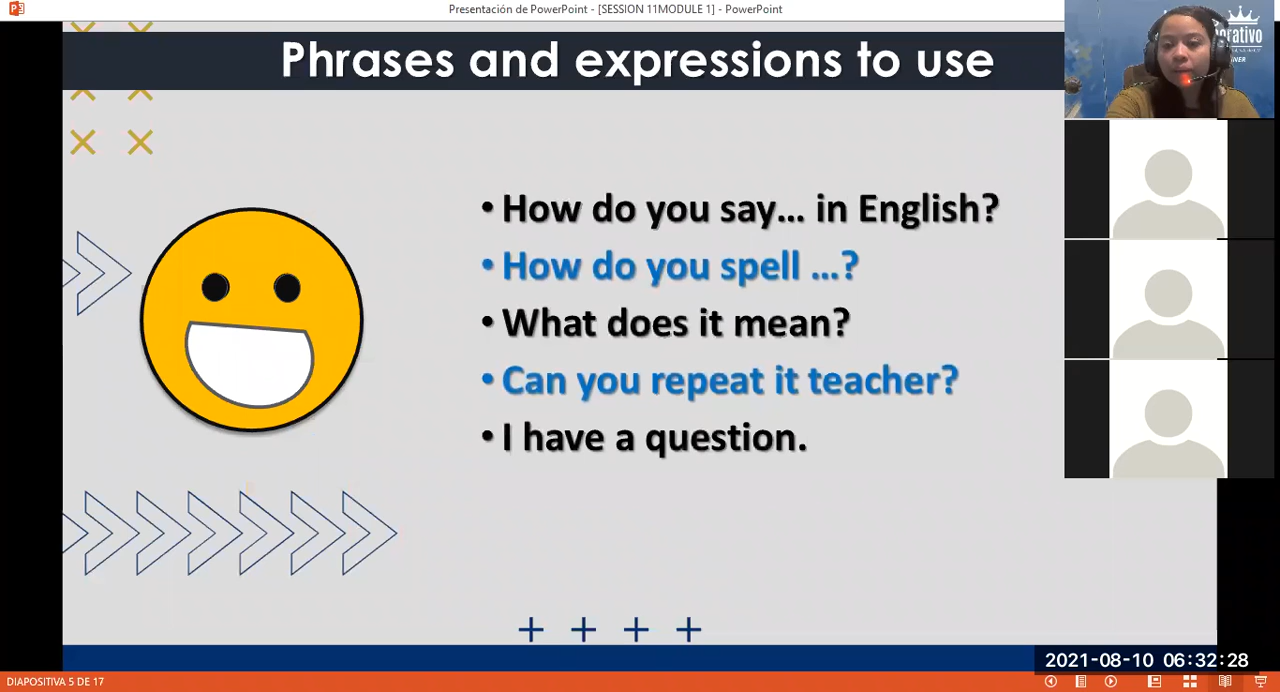 Presentación de PowerPoint - [SESSION 11MODULE 1] - PowerPoint
Phrases and expressions to use
• How do you say... in English?
• How do you spell ...?
• What does it mean?
• Can you repeat it teacher?
• I have a question.
2021-08-10 06:32:28
DIAPOSITIVA 5 DE 17